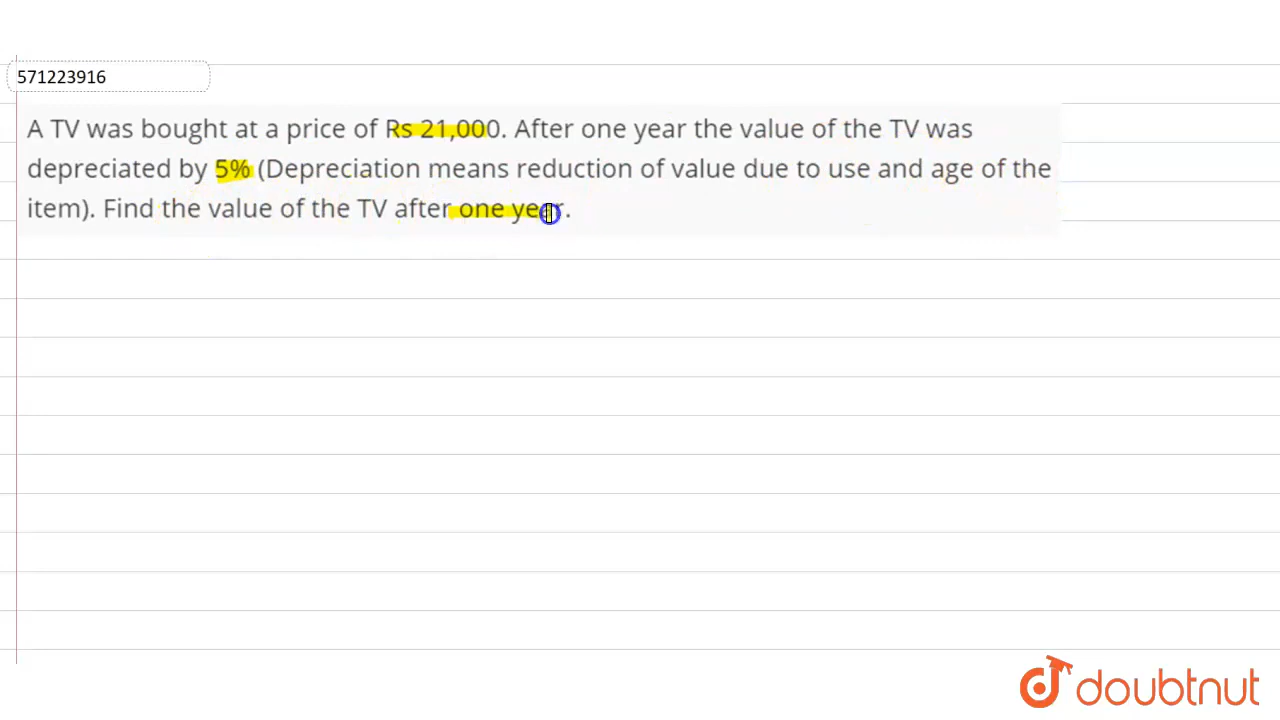 571223916
A TV was bought at a price of Rs 21,000. After one year the value of the TV was
depreciated by 5% (Depreciation means reduction of value due to use and age of the
item). Find the value of the TV after one year.
doubtnut